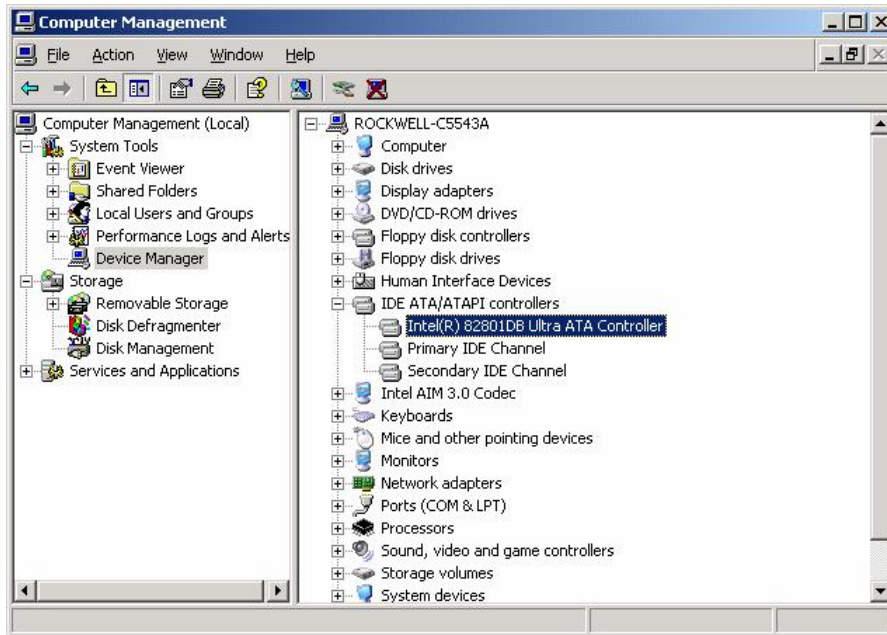 Computer Management
File Action View Window Help
Computer Management (Local)
System Tools
Event Viewer
Shared Folders
Local Users and Groups
Performance Logs and Alerts
Device Manager
Storage
Removable Storage
Disk Defragmenter
Disk Management
Services and Applications
ROCKWELL-C5543A
Computer
Disk drives
Display adapters
DVD/CD-ROM drives
Floppy disk controllers
Floppy disk drives
Human Interface Devices
IDE ATA/ATAPI controllers
Intel(R) 82801DB Ultra ATA Controller
Primary IDE Channel
Secondary IDE Channel
Intel AIM 3.0 Codec
Keyboards
Mice and other pointing devices
Monitors
Network adapters
Ports (COM & LPT)
Processors
Sound, video and game controllers
Storage volumes
System devices